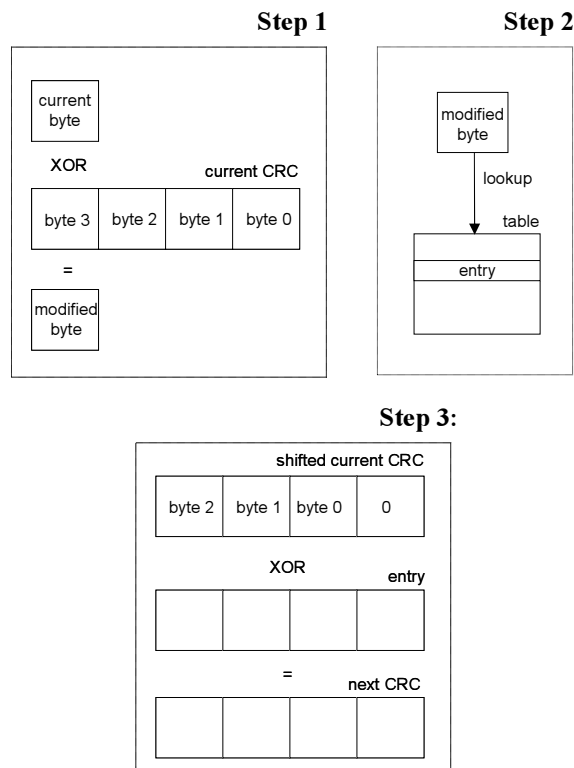 Step 1
Step 2
current
byte
XOR
current CRC
byte 3 byte 2 byte 1 byte 0
=
modified
byte
modified
byte
lookup
table
entry
Step 3:
shifted current CRC
byte 2 byte 1 byte 0 0
XOR
entry
=
next CRC